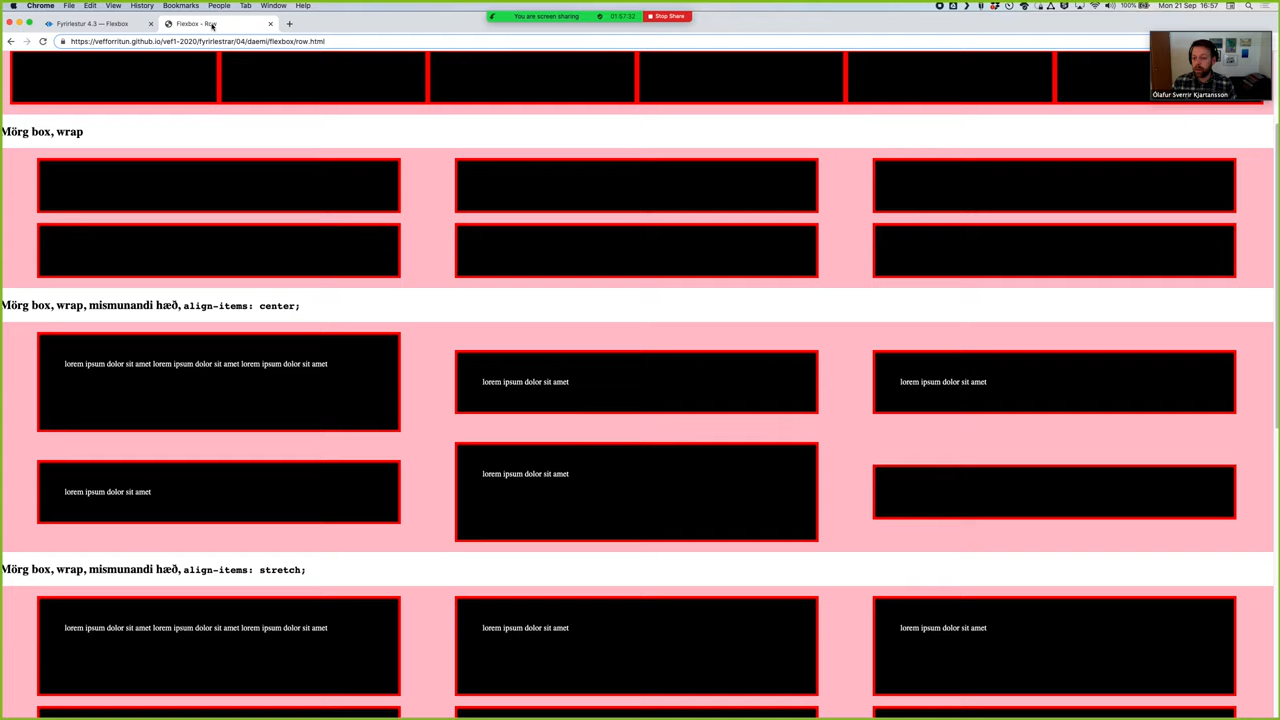 Chrome File Edit View History Bookmarks People Tab Window Help
You are screen sharing 01:57:32 Stop Share
100% Mon 21 Sep 16:57
Fyrirlestur 4.3 — Flexbox
Flexbox - Row
https://vefforritun.github.io/vef1-2020/fyrirlestrar/04/daemi/flexbox/row.html
Ólafur Sverrir Kjartansson
Mörg box, wrap
Mörg box, wrap, mismunandi hæð, align-items: center;
lorem ipsum dolor sit amet lorem ipsum dolor sit amet lorem ipsum dolor sit amet
lorem ipsum dolor sit amet
lorem ipsum dolor sit amet
lorem ipsum dolor sit amet
lorem ipsum dolor sit amet
Mörg box, wrap, mismunandi hæð, align-items: stretch;
lorem ipsum dolor sit amet lorem ipsum dolor sit amet lorem ipsum dolor sit amet
lorem ipsum dolor sit amet
lorem ipsum dolor sit amet